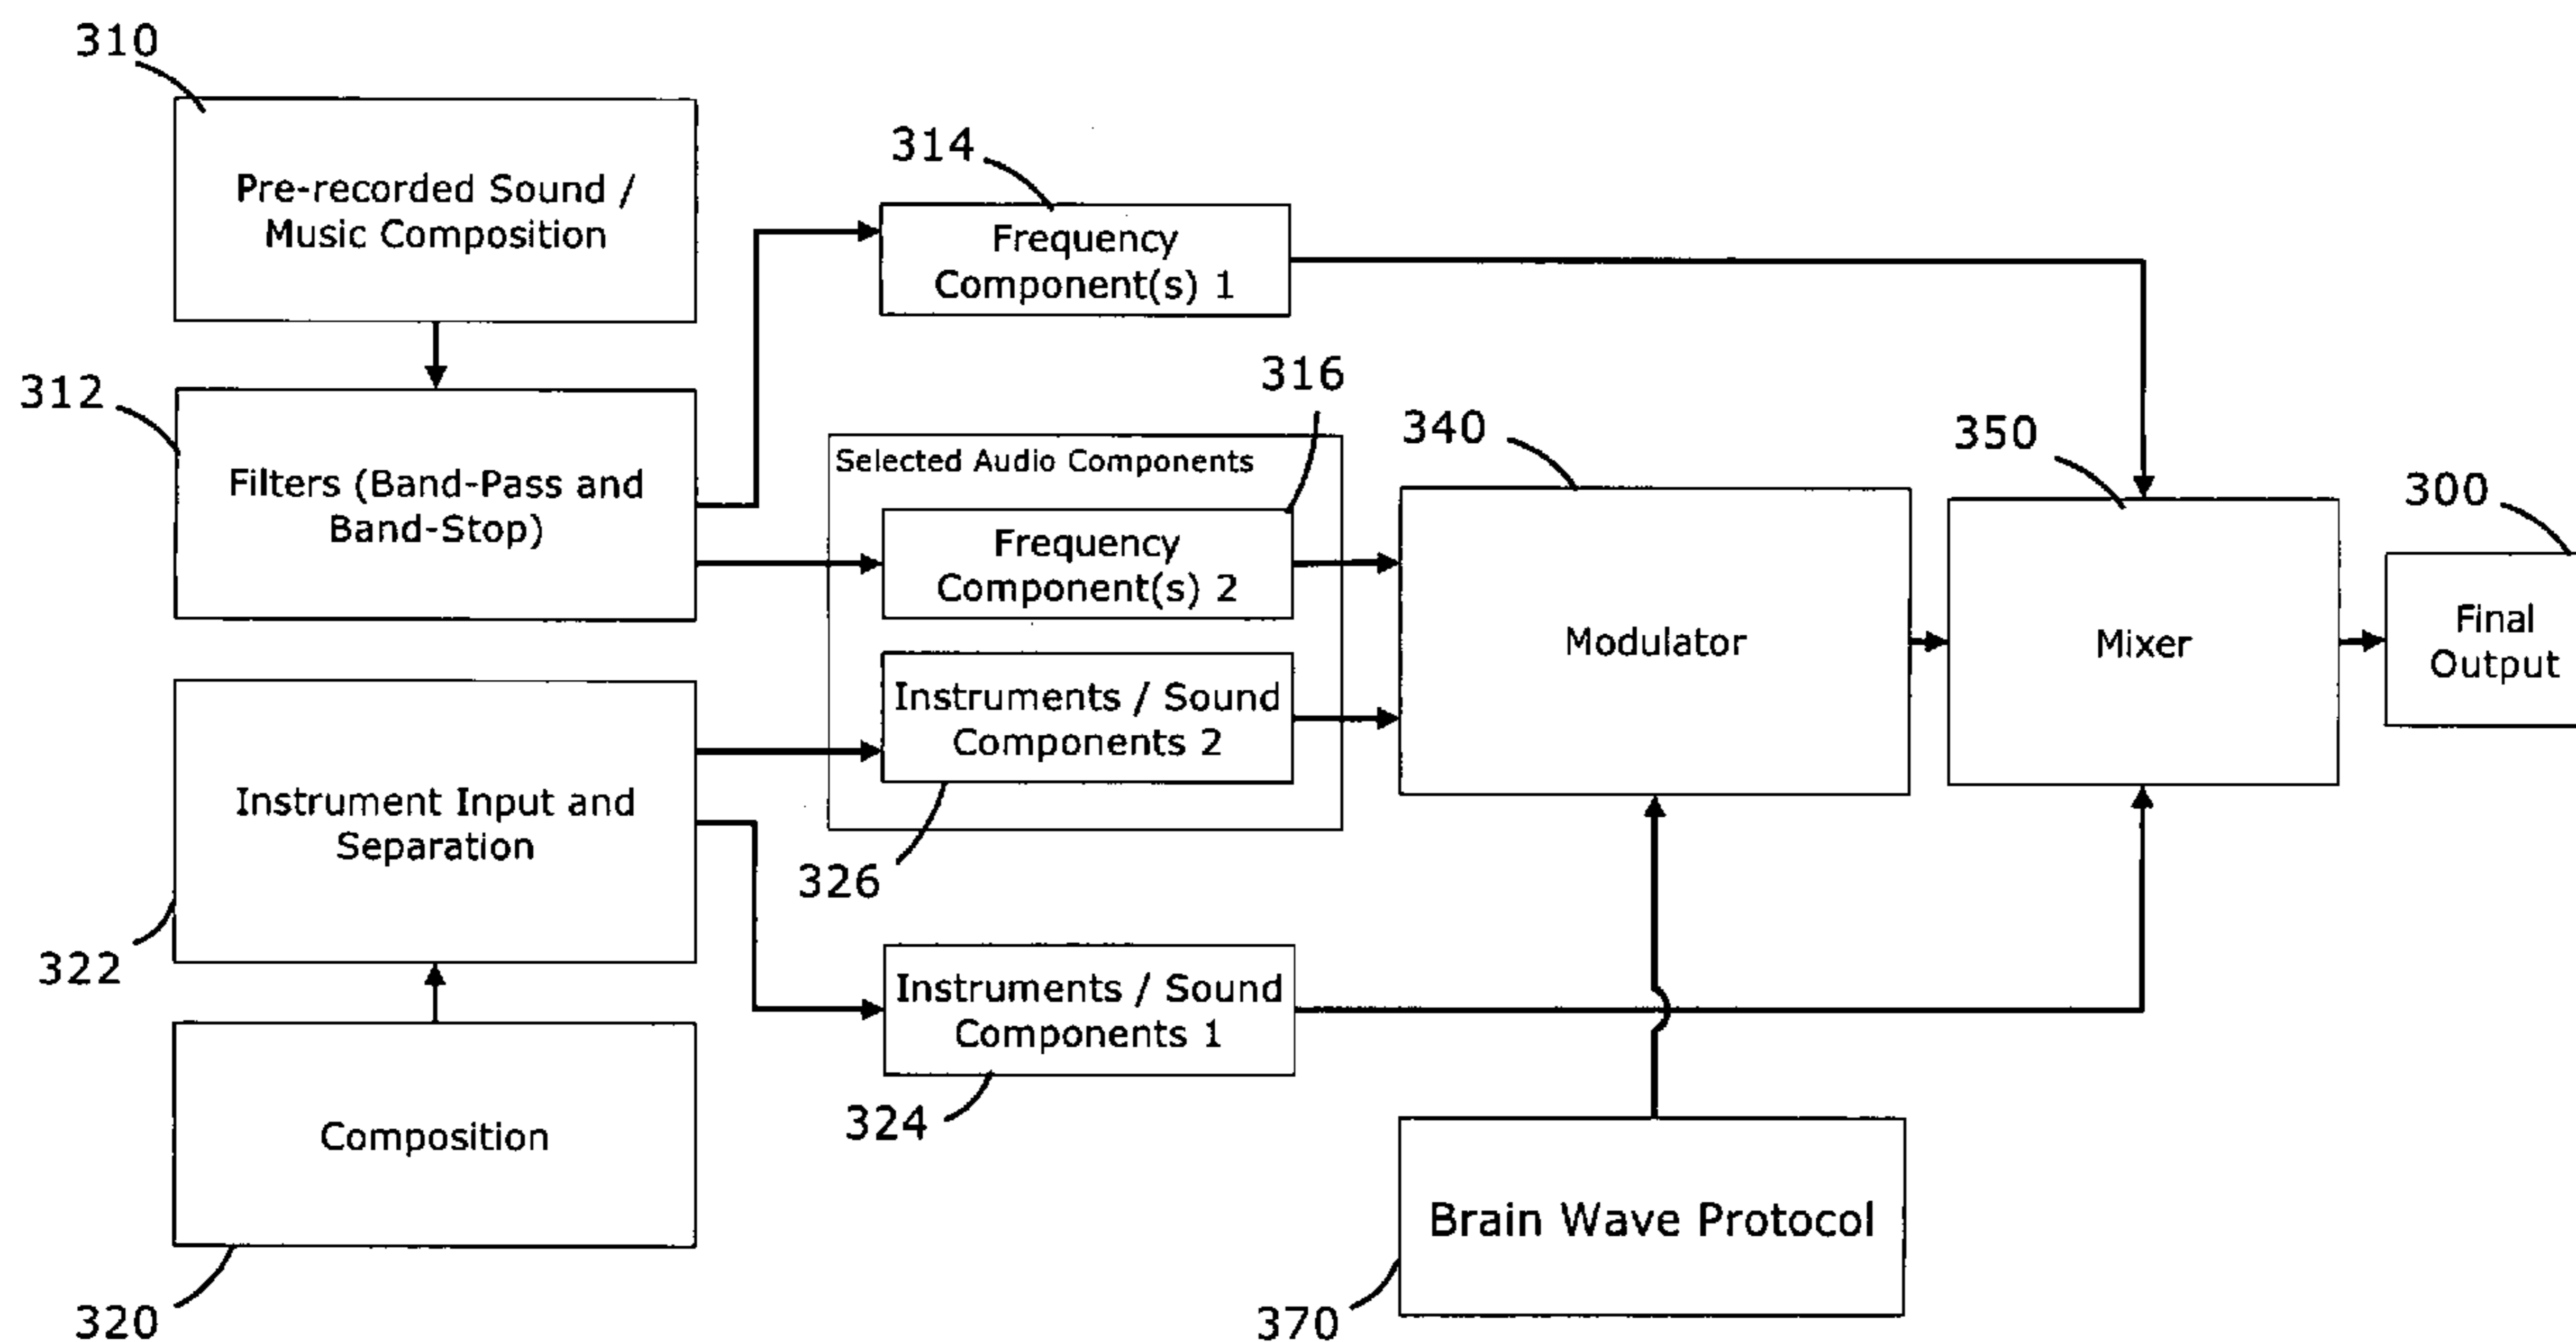 310
Pre-recorded Sound /
Music Composition
314
Frequency
Component(s) 1
312
Filters (Band-Pass and
Band-Stop)
316
Selected Audio Components
Frequency
Component(s) 2
340
Modulator
350
Mixer
300
Final
Output
Instruments / Sound
Components 2
326
Instrument Input and
Separation
322
Instruments / Sound
Components 1
324
Composition
320
Brain Wave Protocol
370